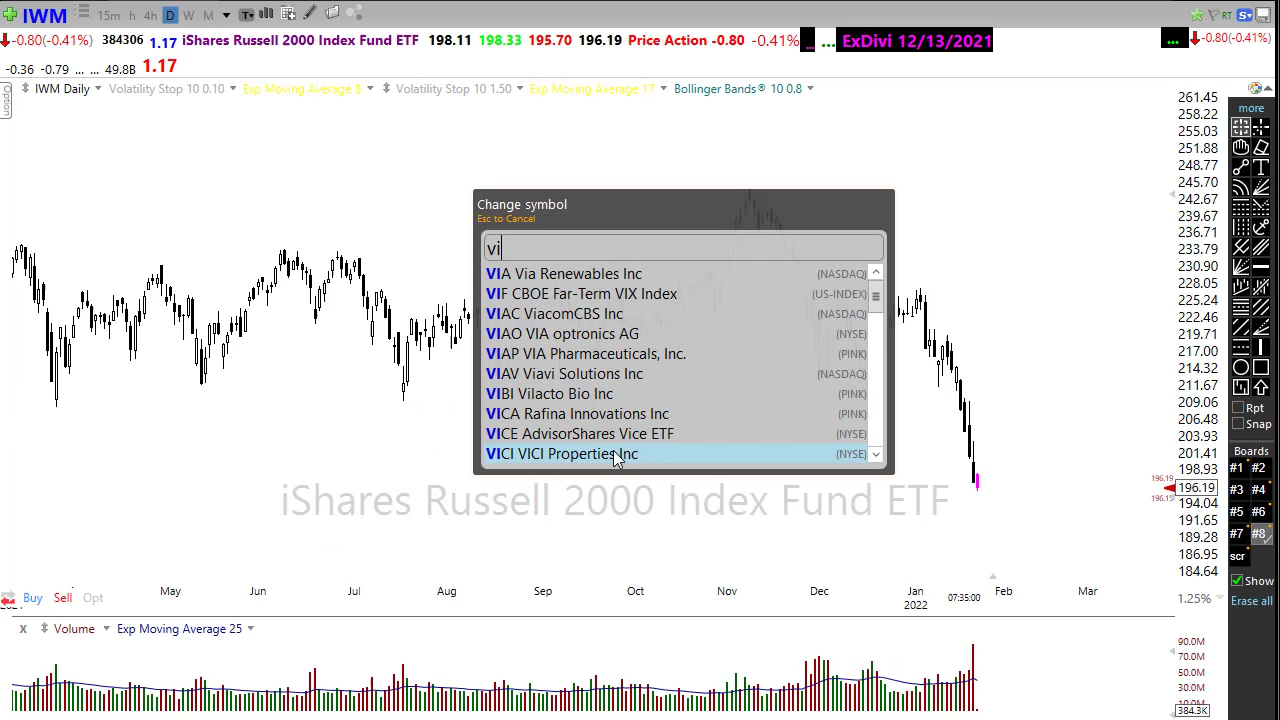 IWM 15m h 4h D W M T RT S
-0.80(-0.41%) 384306 1.17 iShares Russell 2000 Index Fund ETF 198.11 198.33 195.70 196.19 Price Action -0.80 -0.41% ... ... ExDivi 12/13/2021 ... -0.80(-0.41%)
-0.36 -0.79 ... ... 49.8B 1.17
Option
IWM Daily Volatility Stop 10 0.10 Exp Moving Average 8 Volatility Stop 10 1.50 Exp Moving Average 17 Bollinger Bands® 10 0.8
more
261.45
258.22
255.03
251.88
248.77
245.70
242.67
239.67
236.71
233.79
230.90
228.05
225.24
222.46
219.71
217.00
214.32
211.67
209.06
206.48
203.93
201.41
198.93
196.19 196.19
196.15
194.04
191.65
189.28
186.95
184.64
Change symbol
Esc to Cancel
vi
VIA Via Renewables Inc (NASDAQ)
VIF CBOE Far-Term VIX Index (US-INDEX)
VIAC ViacomCBS Inc (NASDAQ)
VIAO VIA optronics AG (NYSE)
VIAP VIA Pharmaceuticals, Inc. (PINK)
VIAV Viavi Solutions Inc (NASDAQ)
VIBI Vilacto Bio Inc (PINK)
VICA Rafina Innovations Inc (PINK)
VICE AdvisorShares Vice ETF (NYSE)
VICI VICI Properties Inc (NYSE)
iShares Russell 2000 Index Fund ETF
Rpt
Snap
Boards
#1 #2
#3 #4
#5 #6
#7 #8
scr
Show
Erase all
May Jun Jul Aug Sep Oct Nov Dec Jan Feb Mar
2022 07:35:00
Buy Sell Opt 1.25%
X Volume Exp Moving Average 25
90.0M
70.0M
50.0M
30.0M
10.0M
384.3K